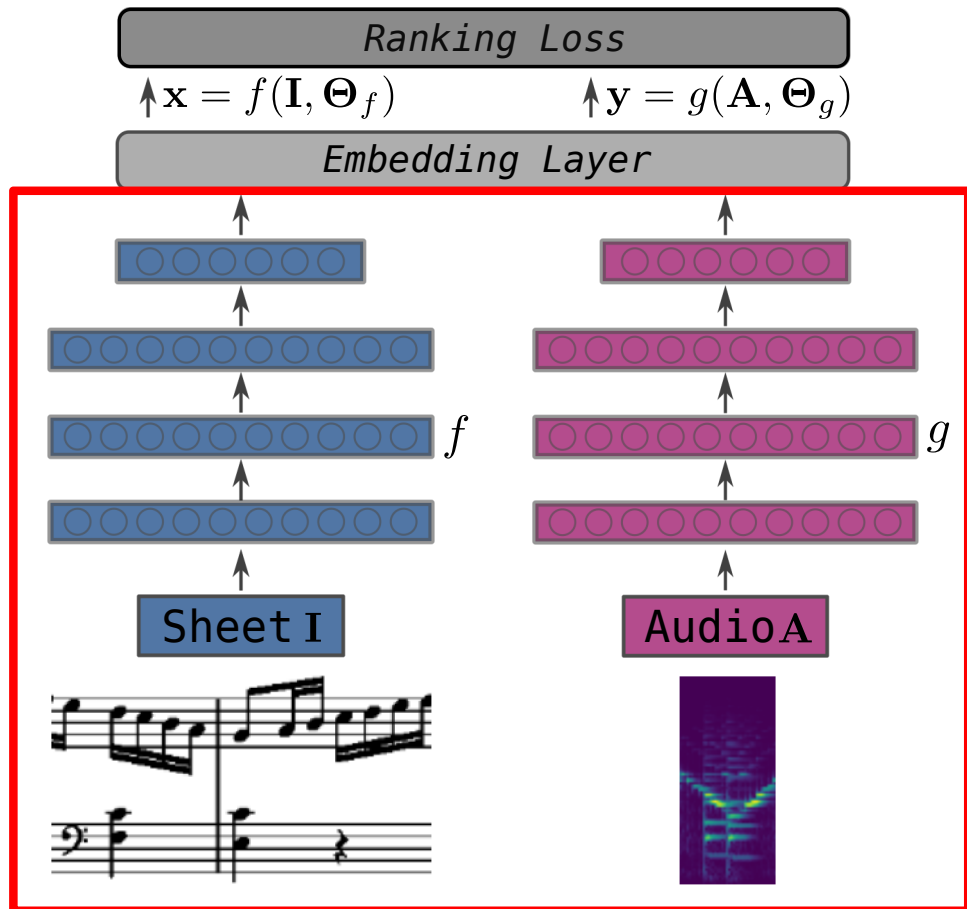 Ranking Loss
x = f(I, Θ_f)
y = g(A, Θ_g)
Embedding Layer
f
g
Sheet I
Audio A